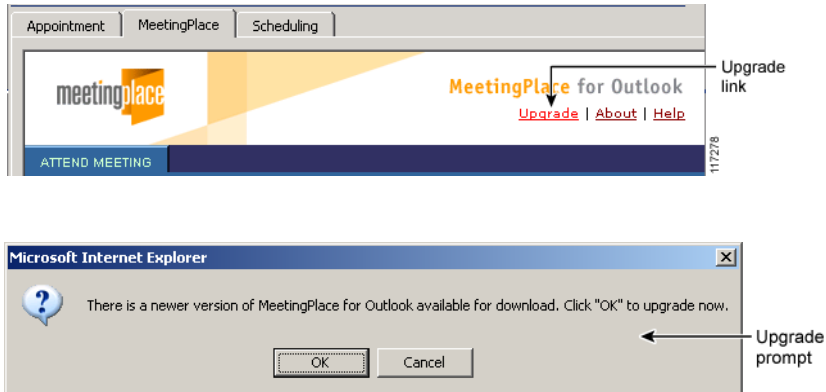 Appointment MeetingPlace Scheduling
meetingplace
MeetingPlace for Outlook
Upgrade | About | Help
Upgrade
link
ATTEND MEETING
117278
Microsoft Internet Explorer
There is a newer version of MeetingPlace for Outlook available for download. Click "OK" to upgrade now.
OK Cancel
Upgrade
prompt